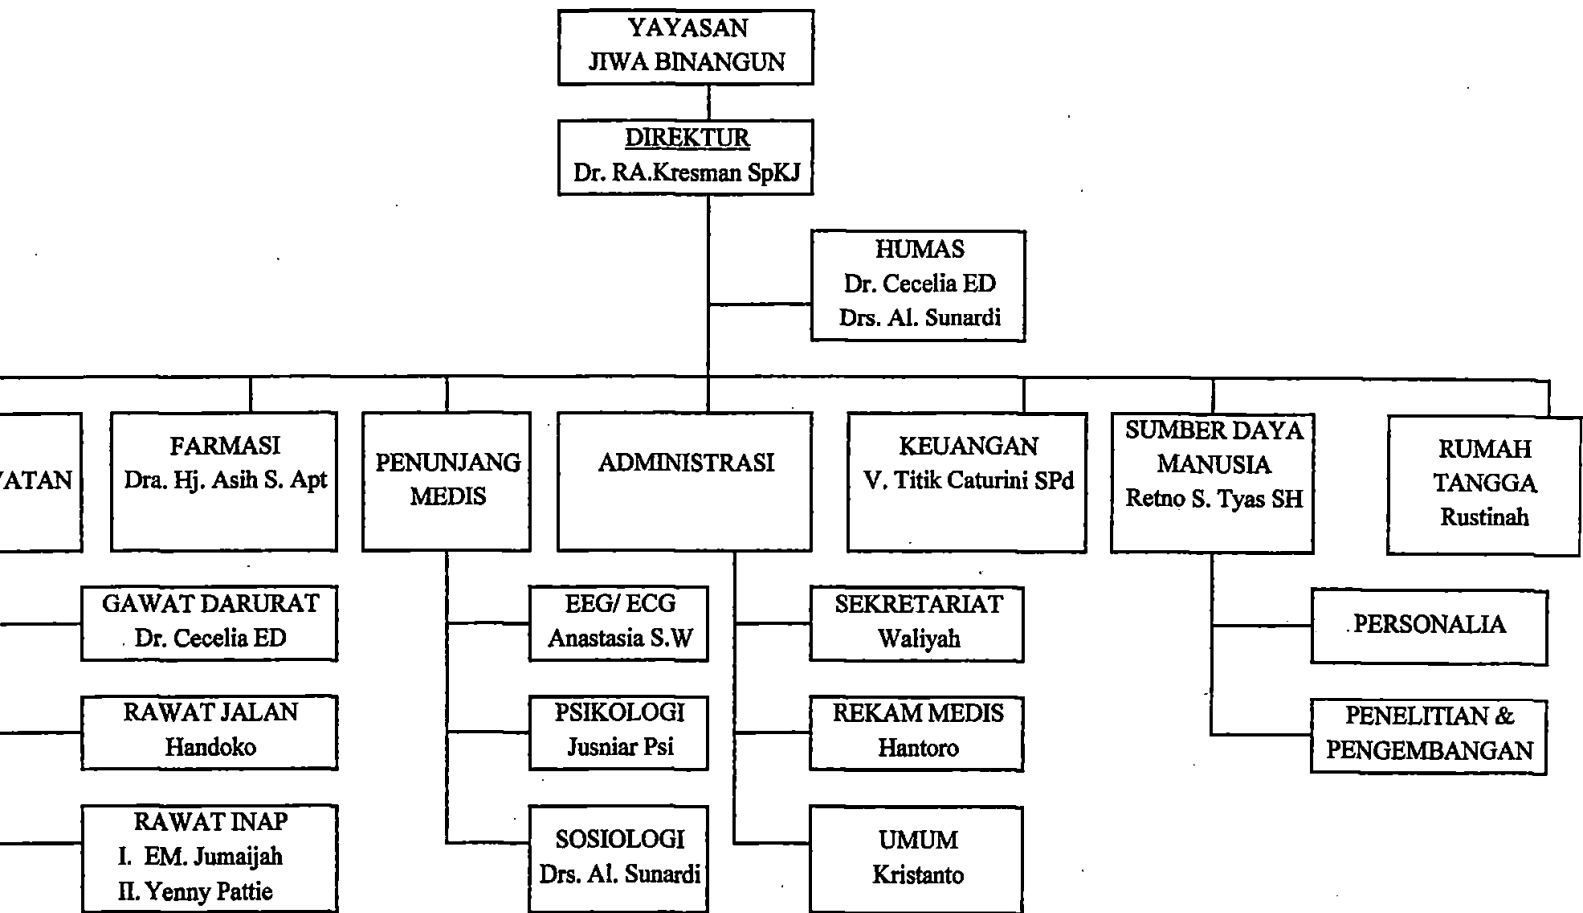 YAYASAN
JIWA BINANGUN
DIREKTUR
Dr. RA.Kresman SpKJ
HUMAS
Dr. Cecelia ED
Drs. Al. Sunardi
YATAN
FARMASI
Dra. Hj. Asih S. Apt
PENUNJANG
MEDIS
ADMINISTRASI
KEUANGAN
V. Titik Caturini SPd
SUMBER DAYA
MANUSIA
Retno S. Tyas SH
RUMAH
TANGGA
Rustinah
GAWAT DARURAT
Dr. Cecelia ED
EEG/ ECG
Anastasia S.W
SEKRETARIAT
Waliyah
PERSONALIA
RAWAT JALAN
Handoko
PSIKOLOGI
Jusniar Psi
REKAM MEDIS
Hantoro
PENELITIAN &
PENGEMBANGAN
RAWAT INAP
I. EM. Jumaijah
II. Yenny Pattie
SOSIOLOGI
Drs. Al. Sunardi
UMUM
Kristanto